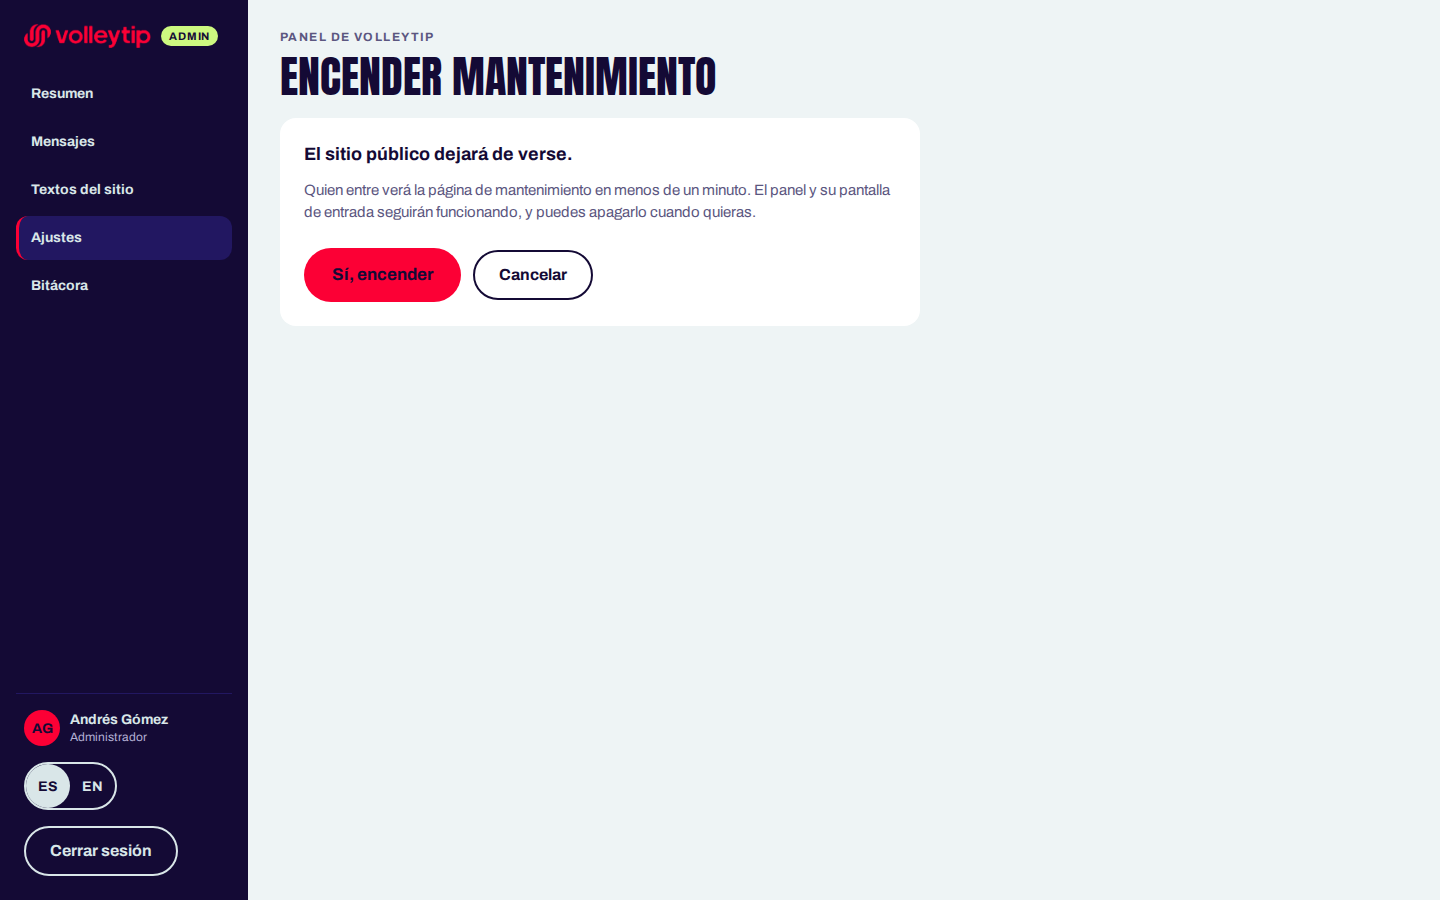 volleytip ADMIN
Resumen
Mensajes
Textos del sitio
Ajustes
Bitácora
Andrés Gómez
AG
Administrador
ES EN
Cerrar sesión
PANEL DE VOLLEYTIP
ENCENDER MANTENIMIENTO
El sitio público dejará de verse.
Quien entre verá la página de mantenimiento en menos de un minuto. El panel y su pantalla
de entrada seguirán funcionando, y puedes apagarlo cuando quieras.
Sí, encender Cancelar